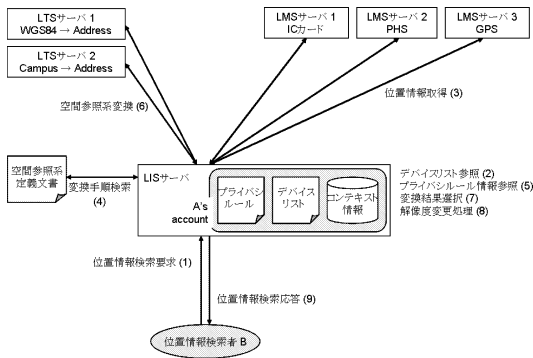 LTSサーバ 1
WGS84 → Address
LTSサーバ 2
Campus → Address
LMSサーバ 1
ICカード
LMSサーバ 2
PHS
LMSサーバ 3
GPS
空間参照系変換
(6)
位置情報取得 (3)
空間参照系
定義文書
変換手順検索
(4)
LISサーバ
A's
account
プライバシ
ルール
デバイス
リスト
コンテキスト
情報
デバイスリスト参照 (2)
プライバシルール情報参照 (5)
変換結果選択 (7)
解像度変更処理 (8)
位置情報検索要求 (1)
位置情報検索応答 (9)
位置情報検索者 B